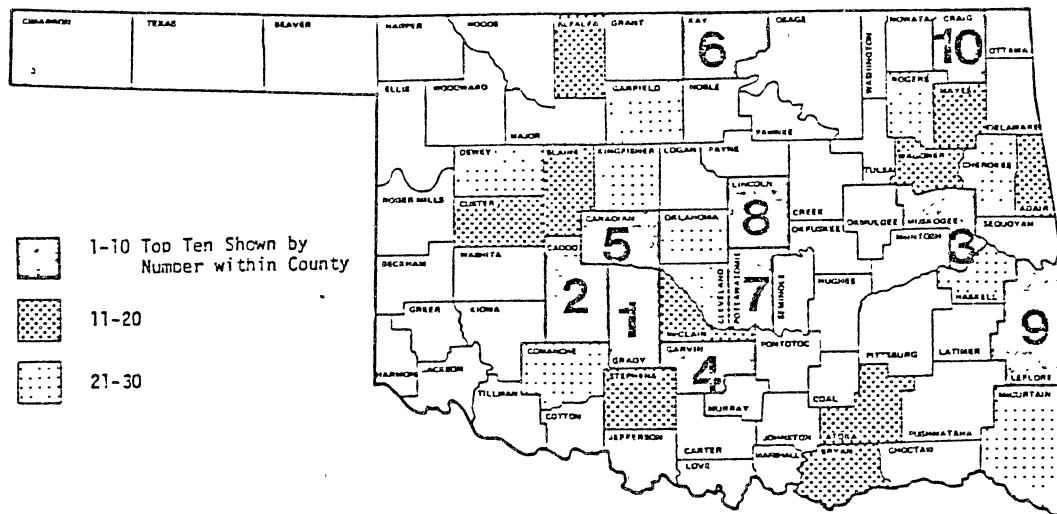 CIMARRON TEXAS BEAVER HARPER WOODS ALFALFA GRANT KAY OSAGE NOWATA CRAIG
6 10 OTTAWA
WASHINGTON
ROGERS
ELLIS WOODWARD GARFIELD NOBLE MAYES
MAJOR PAWNEE DELAWARE
DEWEY BLAINE KINGFISHER LOGAN PAYNE WAGONER CHEROKEE
TULSA
LINCOLN ADAIR
ROGER MILLS CUSTER CANADIAN OKLAHOMA 8 CREEK OKMULGEE MUSKOGEE SEQUOYAH
5 OKFUSKEE McINTOSH 3
1-10 Top Ten Shown by
Number within County
CADDO
BECKHAM WASHITA 2 1 CLEVELAND POTTAWATOMIE 7 SEMINOLE HUGHES HASKELL 9
GREER KIOWA McCLAIN
11-20
COMANCHE GRADY GARVIN PONTOTOC PITTSBURG LATIMER
HARMON JACKSON STEPHENS 4 LEFLORE
21-30
TILLMAN COAL McCURTAIN
COTTON MURRAY
JEFFERSON CARTER JOHNSTON ATOKA PUSHMATAHA
LOVE MARSHALL BRYAN CHOCTAW